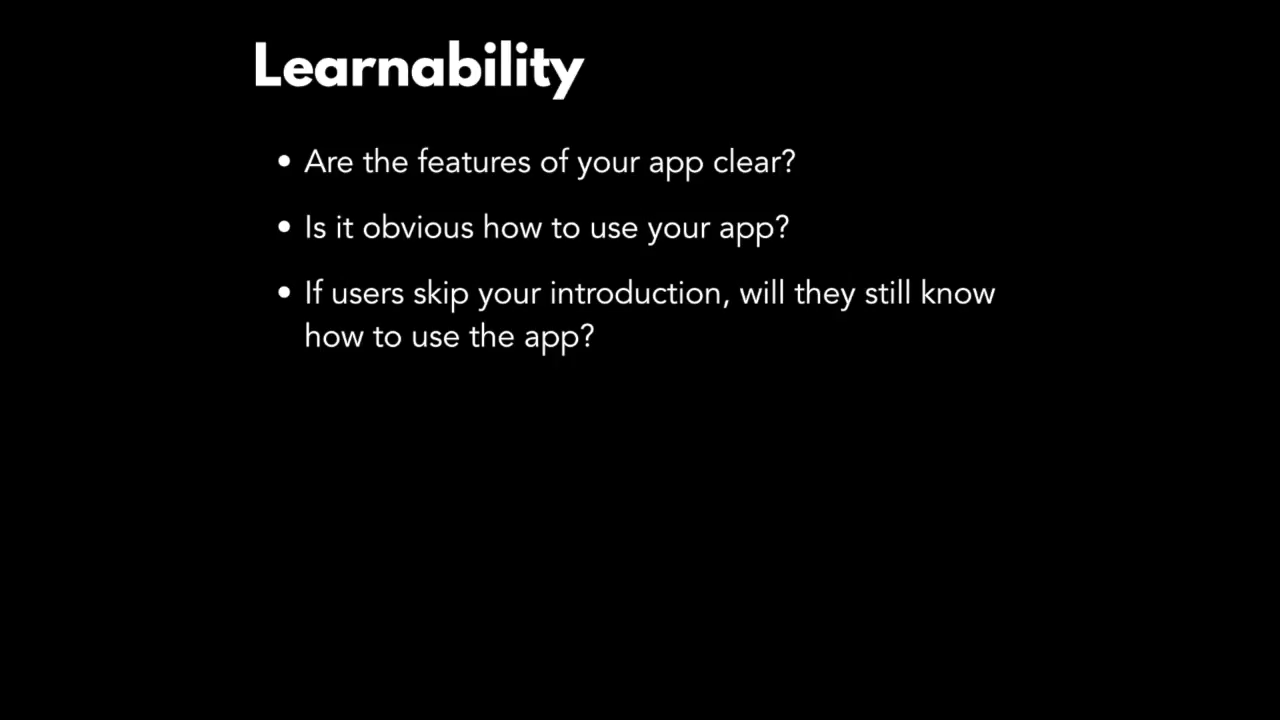 Learnability
• Are the features of your app clear?
• Is it obvious how to use your app?
• If users skip your introduction, will they still know
how to use the app?